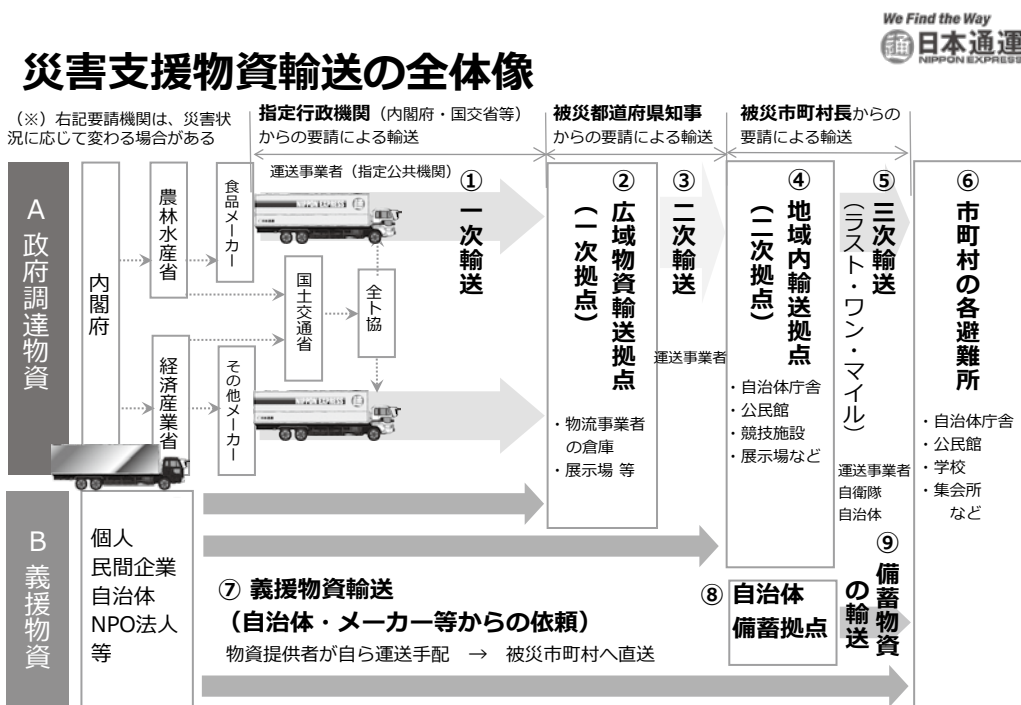 We Find the Way
通 日本通運
NIPPON EXPRESS
災害支援物資輸送の全体像
(※)右記要請機関は、災害状
況に応じて変わる場合がある
指定行政機関(内閣府・国交省等)
からの要請による輸送
被災都道府県知事
からの要請による輸送
被災市町村長からの
要請による輸送
A 政府調達物資
内閣府
農林水産省
食品メーカー
経済産業省
その他メーカー
国土交通省
全ト協
運送事業者(指定公共機関)
NIPPON EXPRESS
NIPPON EXPRESS
① 一次輸送
② 広域物資輸送拠点
(一次拠点)
・物流事業者
の倉庫
・展示場 等
③ 二次輸送
運送事業者
④ 地域内輸送拠点
(二次拠点)
・自治体庁舎
・公民館
・競技施設
・展示場など
⑤ 三次輸送
(ラスト・ワン・マイル)
運送事業者
自衛隊
自治体
⑥ 市町村の各避難所
・自治体庁舎
・公民館
・学校
・集会所
など
B 義援物資
個人
民間企業
自治体
NPO法人
等
⑦ 義援物資輸送
(自治体・メーカー等からの依頼)
物資提供者が自ら運送手配 → 被災市町村へ直送
⑧ 自治体
備蓄拠点
⑨ 備蓄物資
の輸送